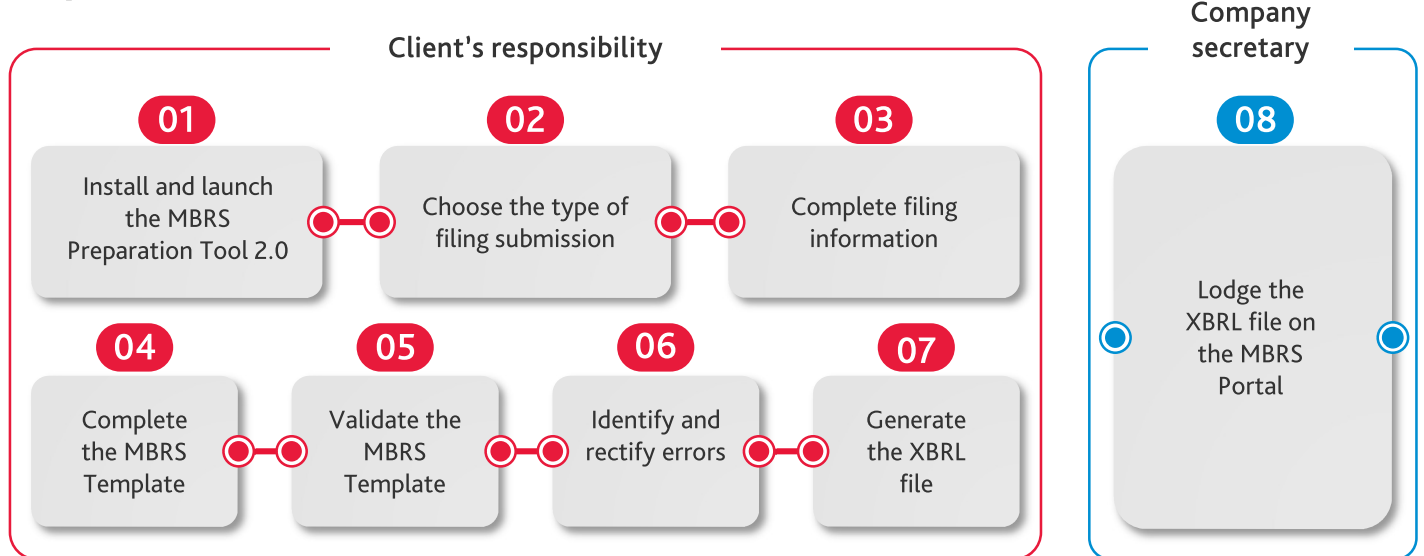 Client's responsibility
01
Install and launch
the MBRS
Preparation Tool 2.0
02
Choose the type of
filing submission
03
Complete filing
information
04
Complete
the MBRS
Template
05
Validate the
MBRS
Template
06
Identify and
rectify errors
07
Generate
the XBRL
file
Company
secretary
08
Lodge the
XBRL file on
the MBRS
Portal